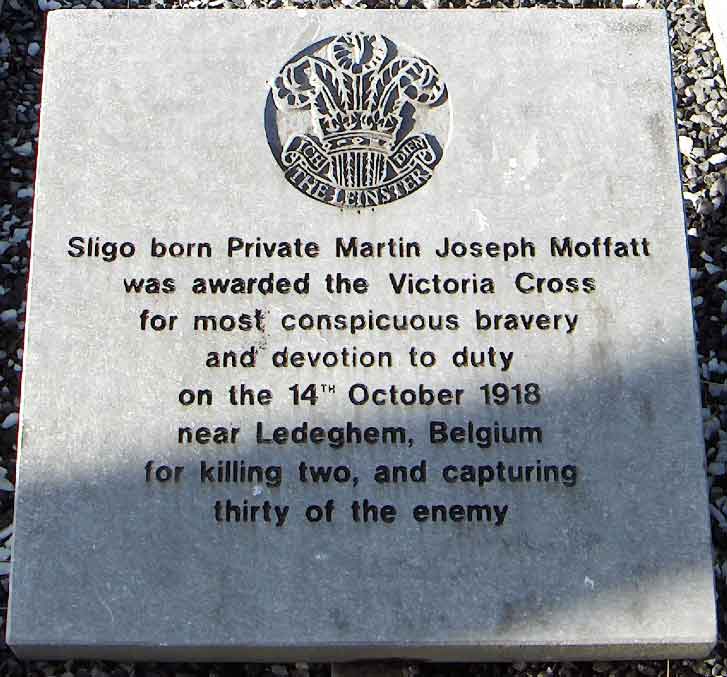 ICH
DIEN
THE LEINSTER
Sligo born Private Martin Joseph Moffatt
was awarded the Victoria Cross
for most conspicuous bravery
and devotion to duty
on the 14TH October 1918
near Ledeghem, Belgium
for killing two, and capturing
thirty of the enemy